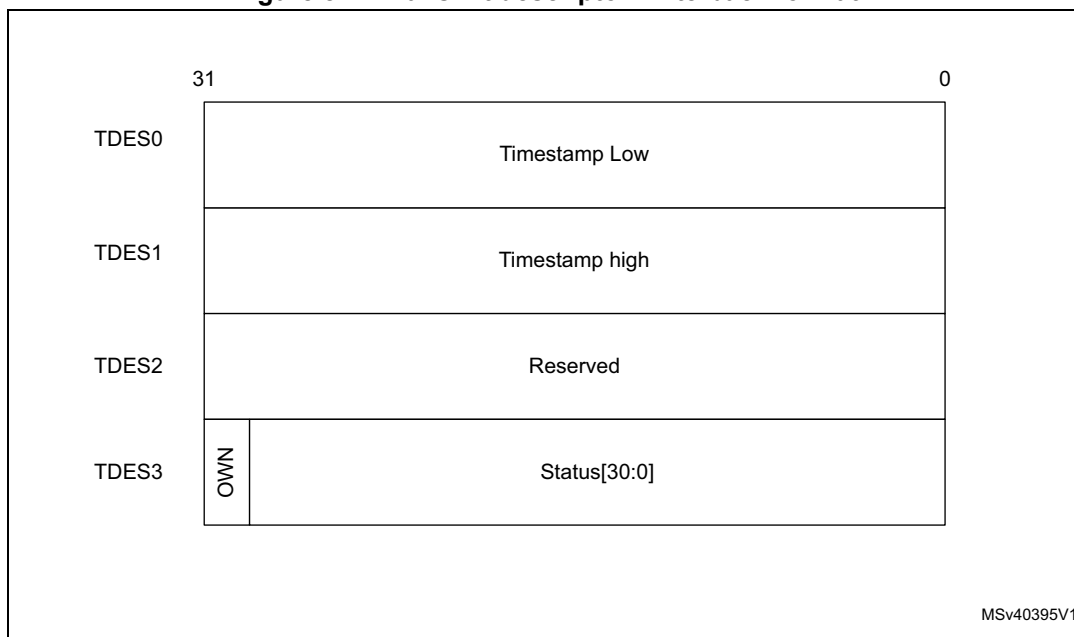 31 0
TDES0 Timestamp Low
TDES1 Timestamp high
TDES2 Reserved
TDES3 OWN Status[30:0]
MSv40395V1